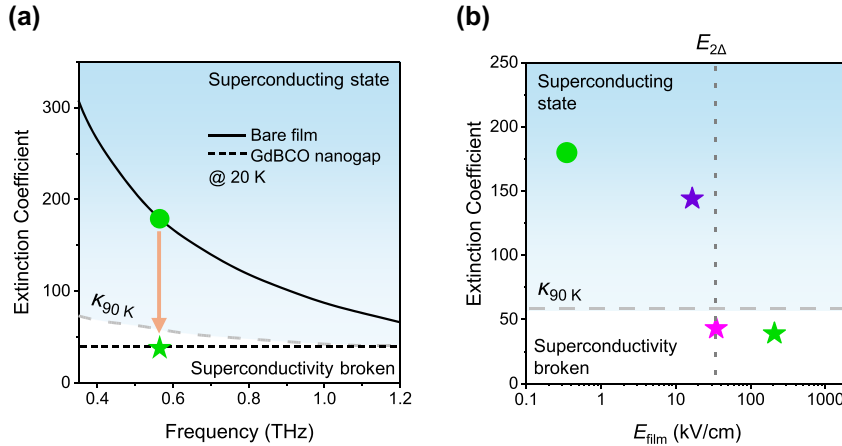 (a)
Superconducting state
Bare film
GdBCO nanogap
@ 20 K
κ90 K
Superconductivity broken
300
200
100
0
0.4
0.6
0.8
1.0
1.2
Extinction Coefficient
Frequency (THz)
(b)
E2Δ
Superconducting
state
κ90 K
Superconductivity
broken
250
200
150
100
50
0
0.1
1
10
100
1000
Extinction Coefficient
Efilm (kV/cm)